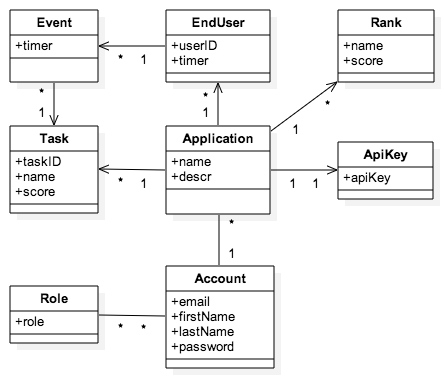 Event
+timer
EndUser
+userID
+timer
Rank
+name
+score
* 1
*
1
*
1
*
1
Task
+taskID
+name
+score
Application
+name
+descr
ApiKey
+apiKey
* 1
1 1
*
1
Role
+role
Account
+email
+firstName
+lastName
+password
* *